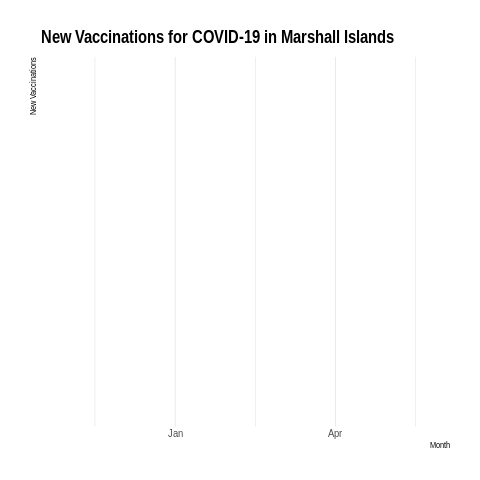 New Vaccinations for COVID-19 in Marshall Islands
New Vaccinations
Jan
Apr
Month